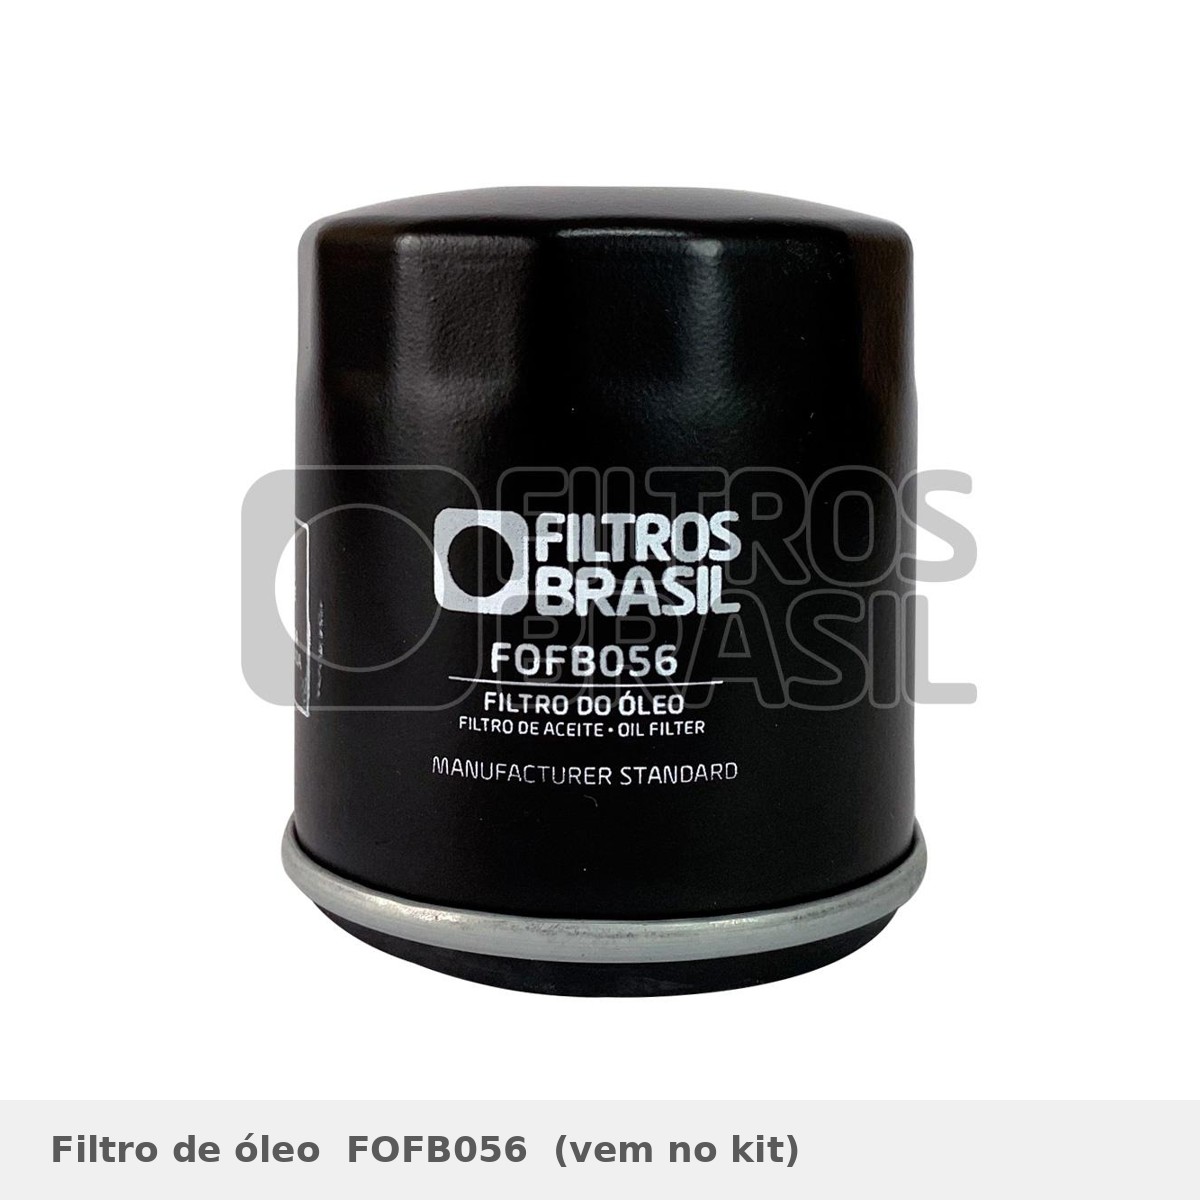 FILTROS
BRASIL
FILTROS
BRASIL
FOFB056
FILTRO DO ÓLEO
FILTRO DE ACEITE • OIL FILTER
MANUFACTURER STANDARD
Filtro de óleo FOFB056 (vem no kit)